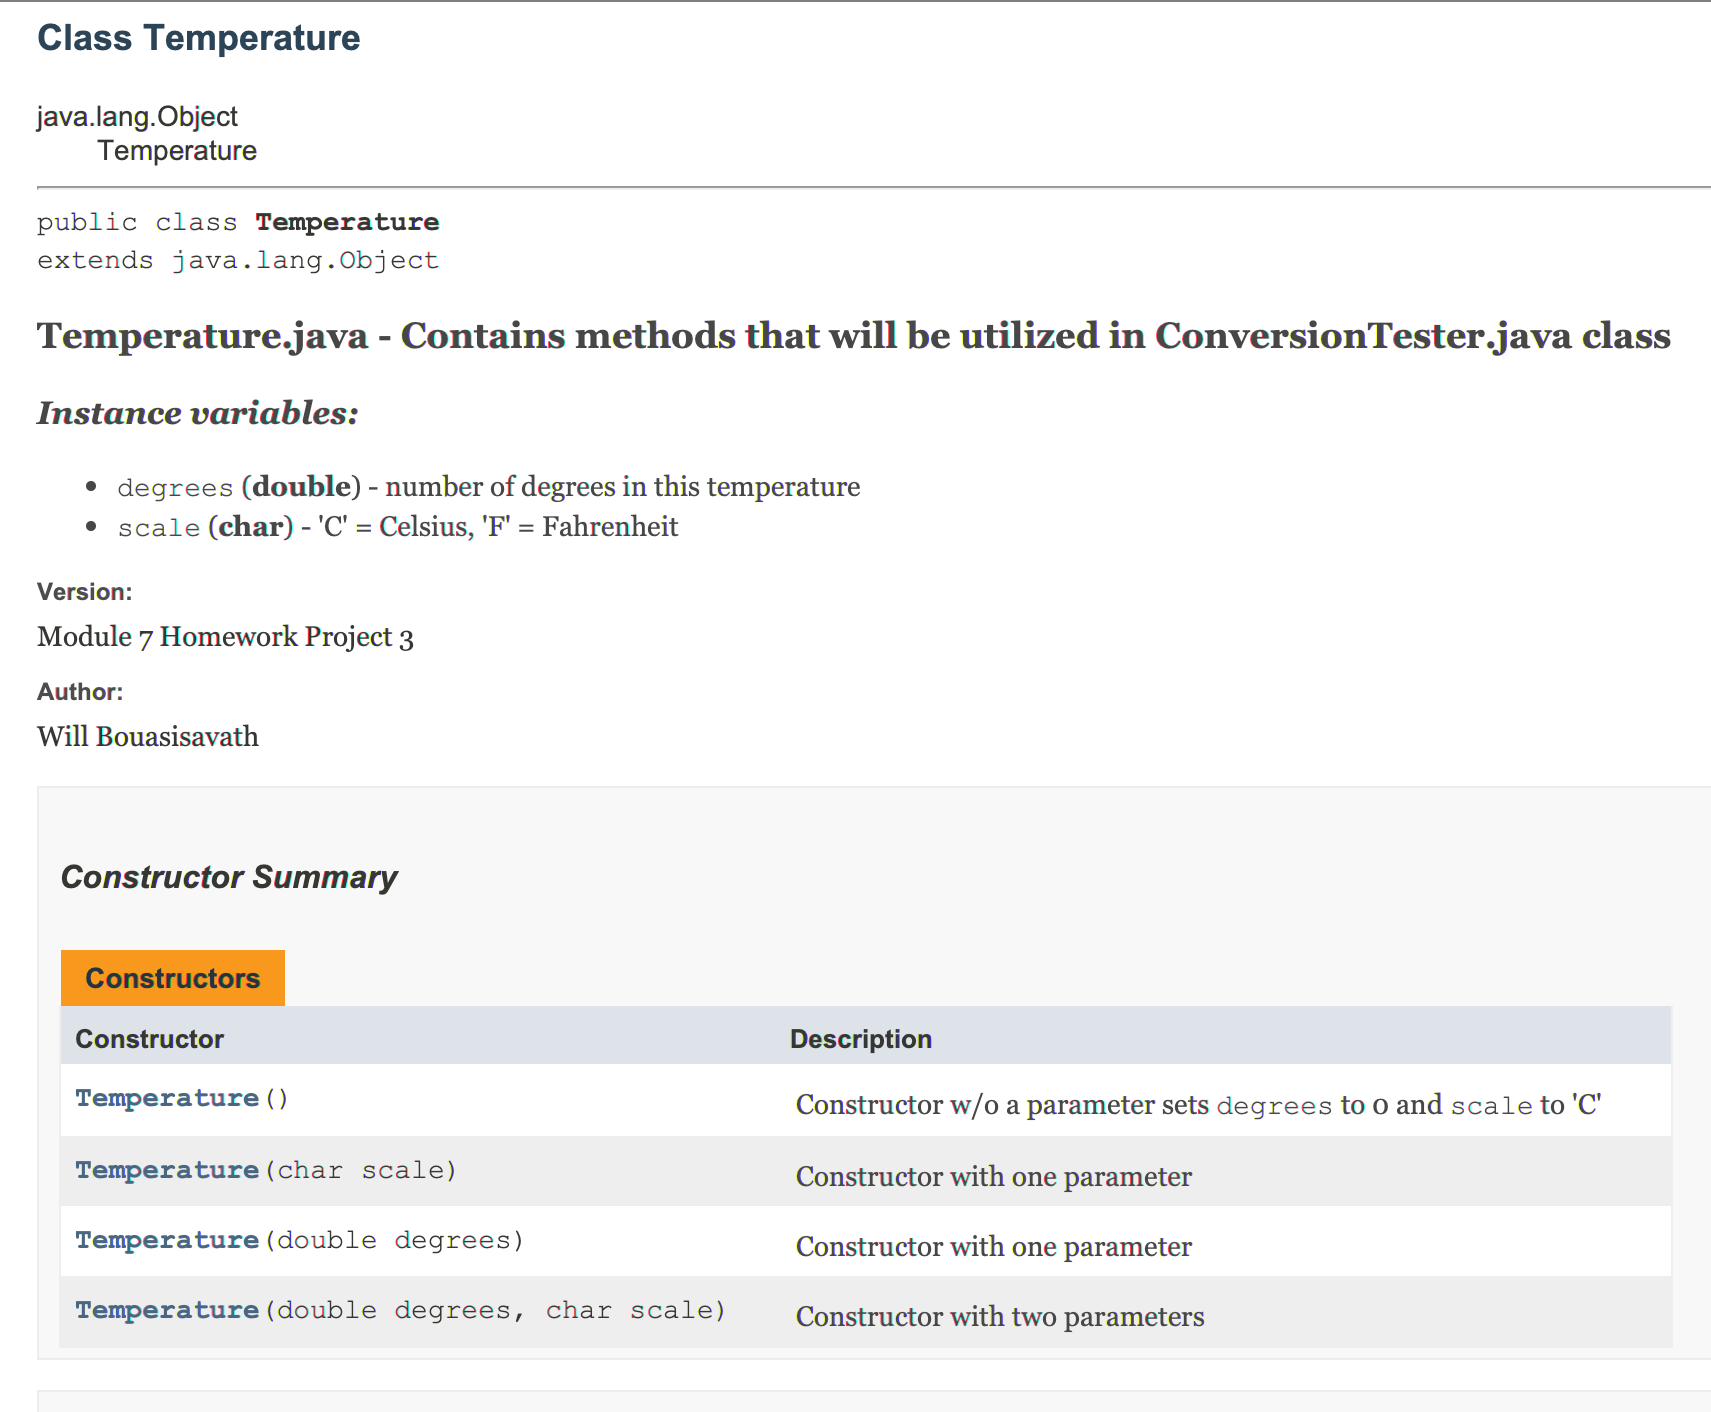 Class Temperature
java.lang.Object
Temperature
public class Temperature
extends java.lang.Object
Temperature.java - Contains methods that will be utilized in ConversionTester.java class
Instance variables:
• degrees (double) - number of degrees in this temperature
• scale (char) - 'C' = Celsius, 'F' = Fahrenheit
Version:
Module 7 Homework Project 3
Author:
Will Bouasisavath
Constructor Summary
Constructors
Constructor Description
Temperature() Constructor w/o a parameter sets degrees to 0 and scale to 'C'
Temperature(char scale) Constructor with one parameter
Temperature(double degrees) Constructor with one parameter
Temperature(double degrees, char scale) Constructor with two parameters